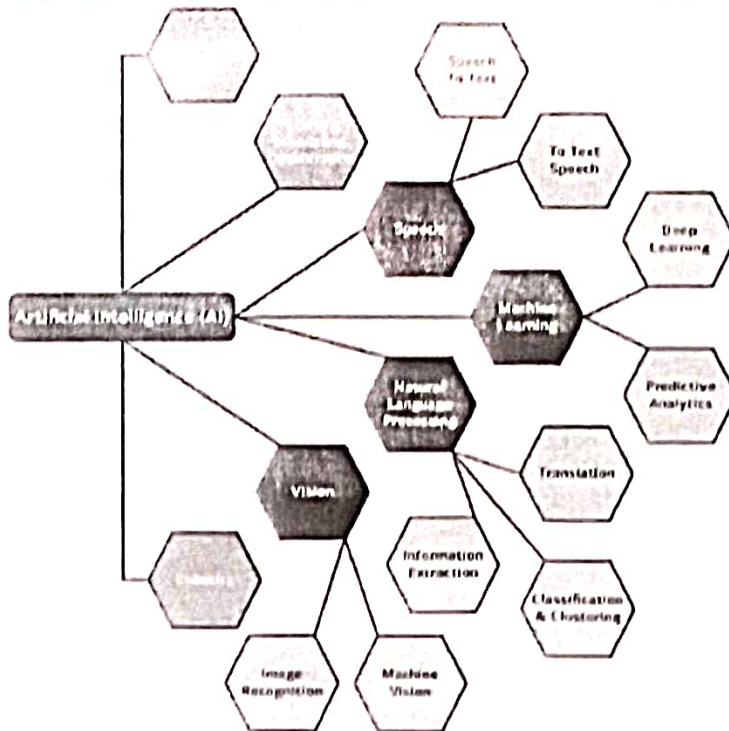 Speech
To Text
To Text
Speech
Speech
Deep
Learning
Artificial Intelligence (AI)
Machine
Learning
Natural
Language
Processing
Predictive
Analytics
Translation
Vision
Information
Extraction
Classification
& Clustering
Image
Recognition
Machine
Vision